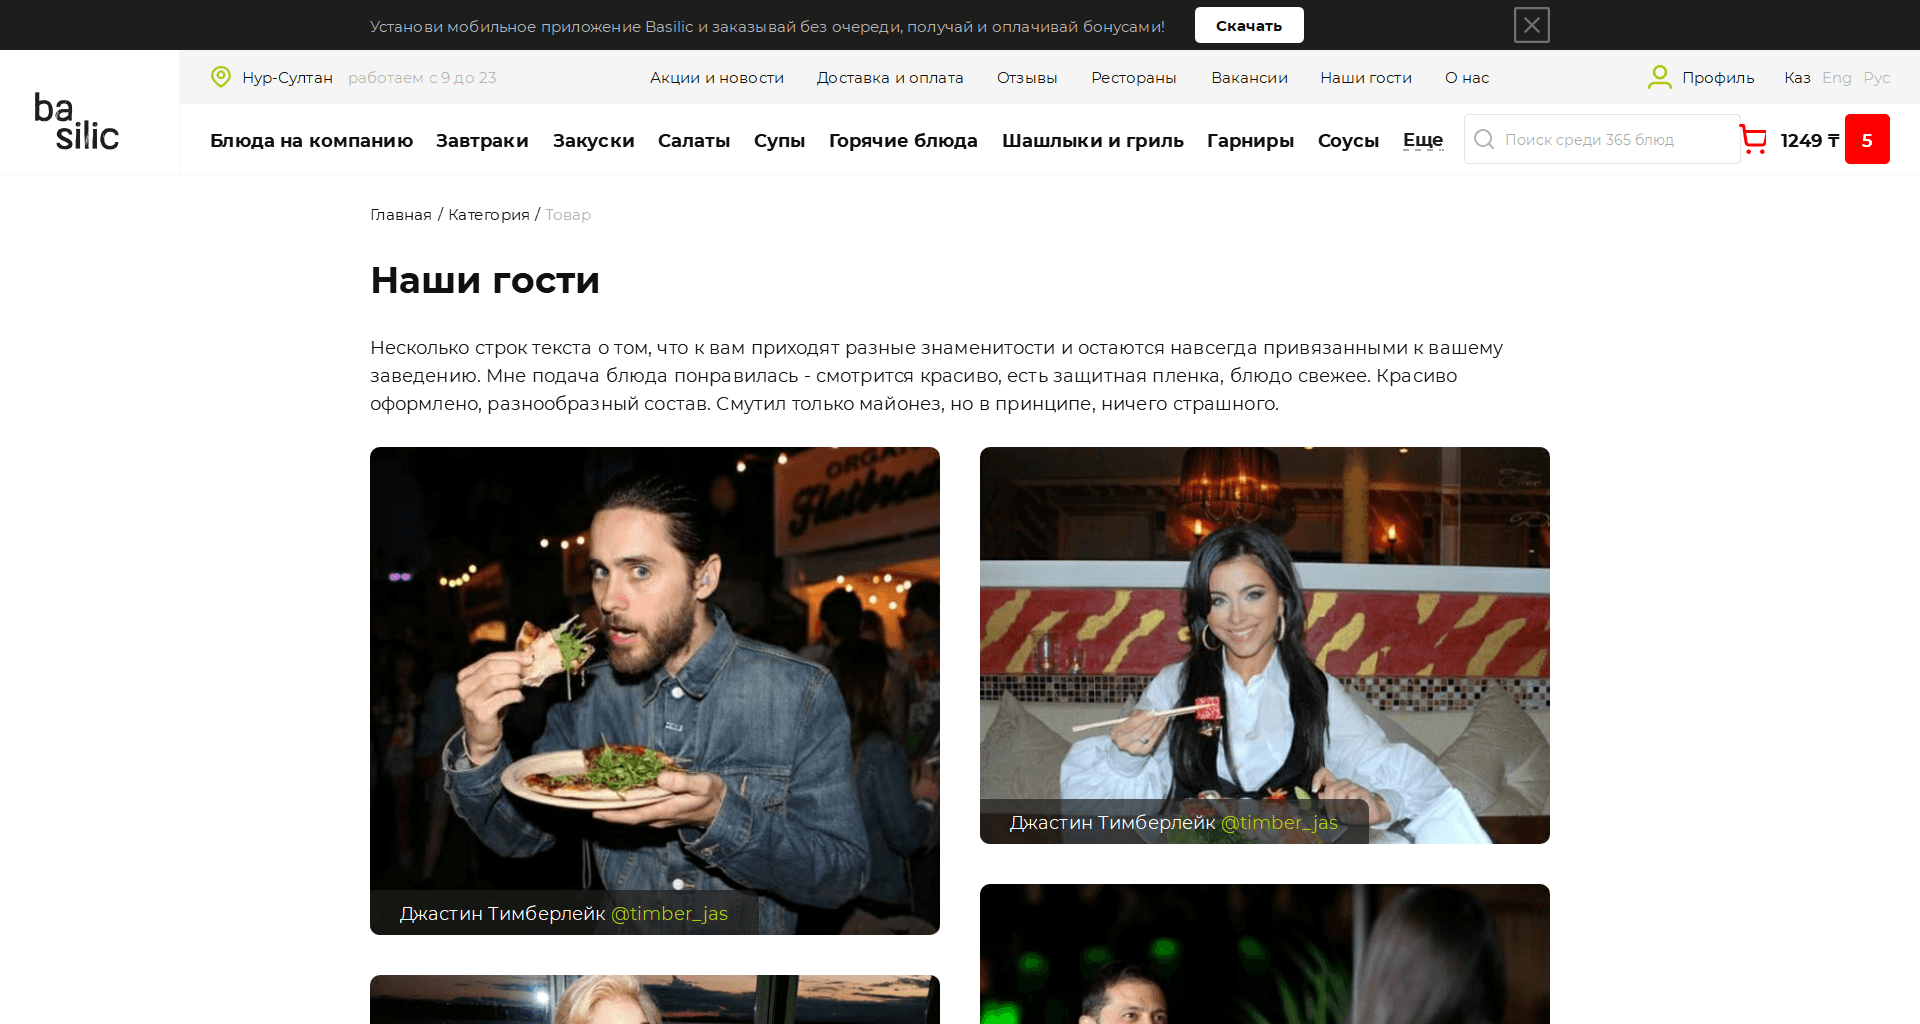 Установи мобильное приложение Basilic и заказывай без очереди, получай и оплачивай бонусами!
Скачать
basilic
Нур-Султан
работаем с 9 до 23
Акции и новости
Доставка и оплата
Отзывы
Рестораны
Вакансии
Наши гости
О нас
Профиль
Каз Eng Рус
Блюда на компанию
Завтраки
Закуски
Салаты
Супы
Горячие блюда
Шашлыки и гриль
Гарниры
Соусы
Еще
Поиск среди 365 блюд
1249 ₸
5
Главная / Категория / Товар
Наши гости
Несколько строк текста о том, что к вам приходят разные знаменитости и остаются навсегда привязанными к вашему
заведению. Мне подача блюда понравилась - смотрится красиво, есть защитная пленка, блюдо свежее. Красиво
оформлено, разнообразный состав. Смутил только майонез, но в принципе, ничего страшного.
Джастин Тимберлейк @timber_jas
Джастин Тимберлейк @timber_jas